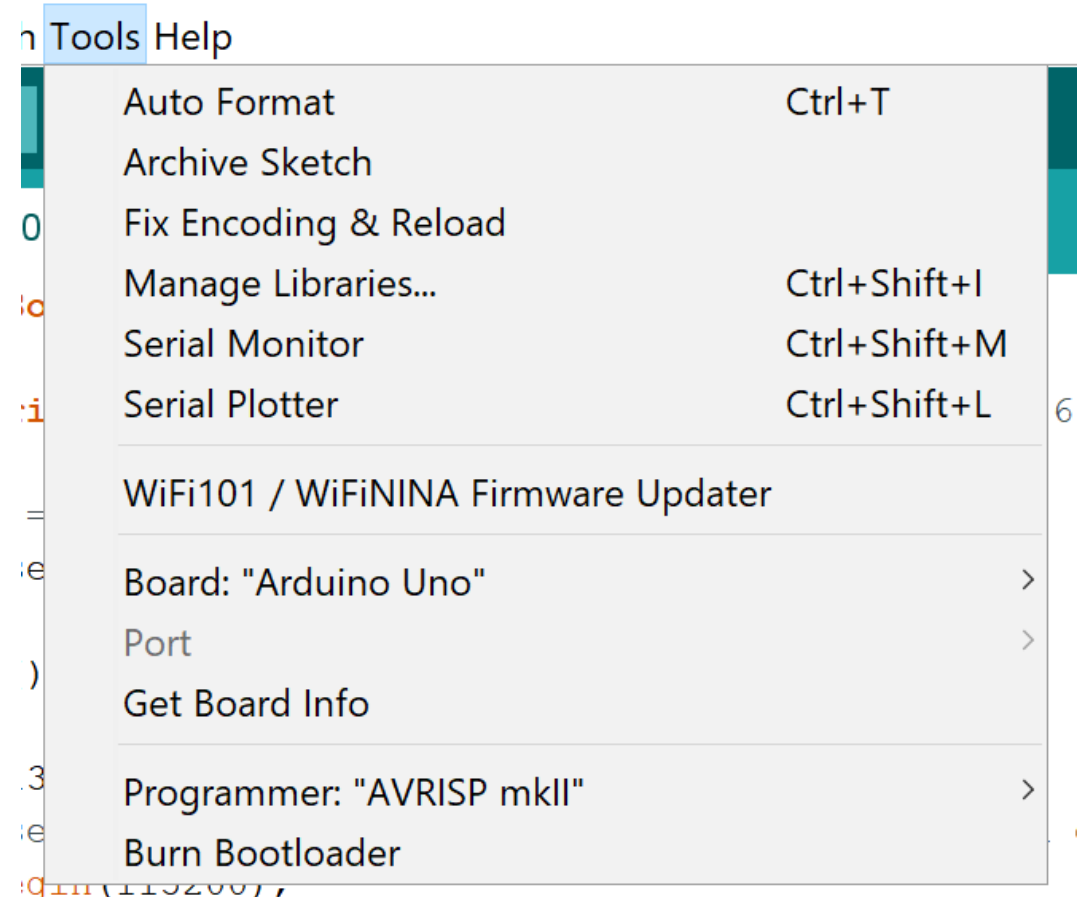 Tools Help
Auto Format Ctrl+T
Archive Sketch
Fix Encoding & Reload
Manage Libraries... Ctrl+Shift+I
Serial Monitor Ctrl+Shift+M
Serial Plotter Ctrl+Shift+L
WiFi101 / WiFiNINA Firmware Updater
Board: "Arduino Uno"
Port
Get Board Info
Programmer: "AVRISP mkII"
Burn Bootloader